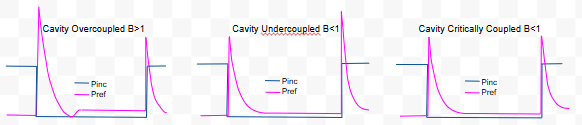 Cavity Overcoupled B>1
Pinc
Pref
Cavity Undercoupled B<1
Pinc
Pref
Cavity Critically Coupled B<1
Pinc
Pref